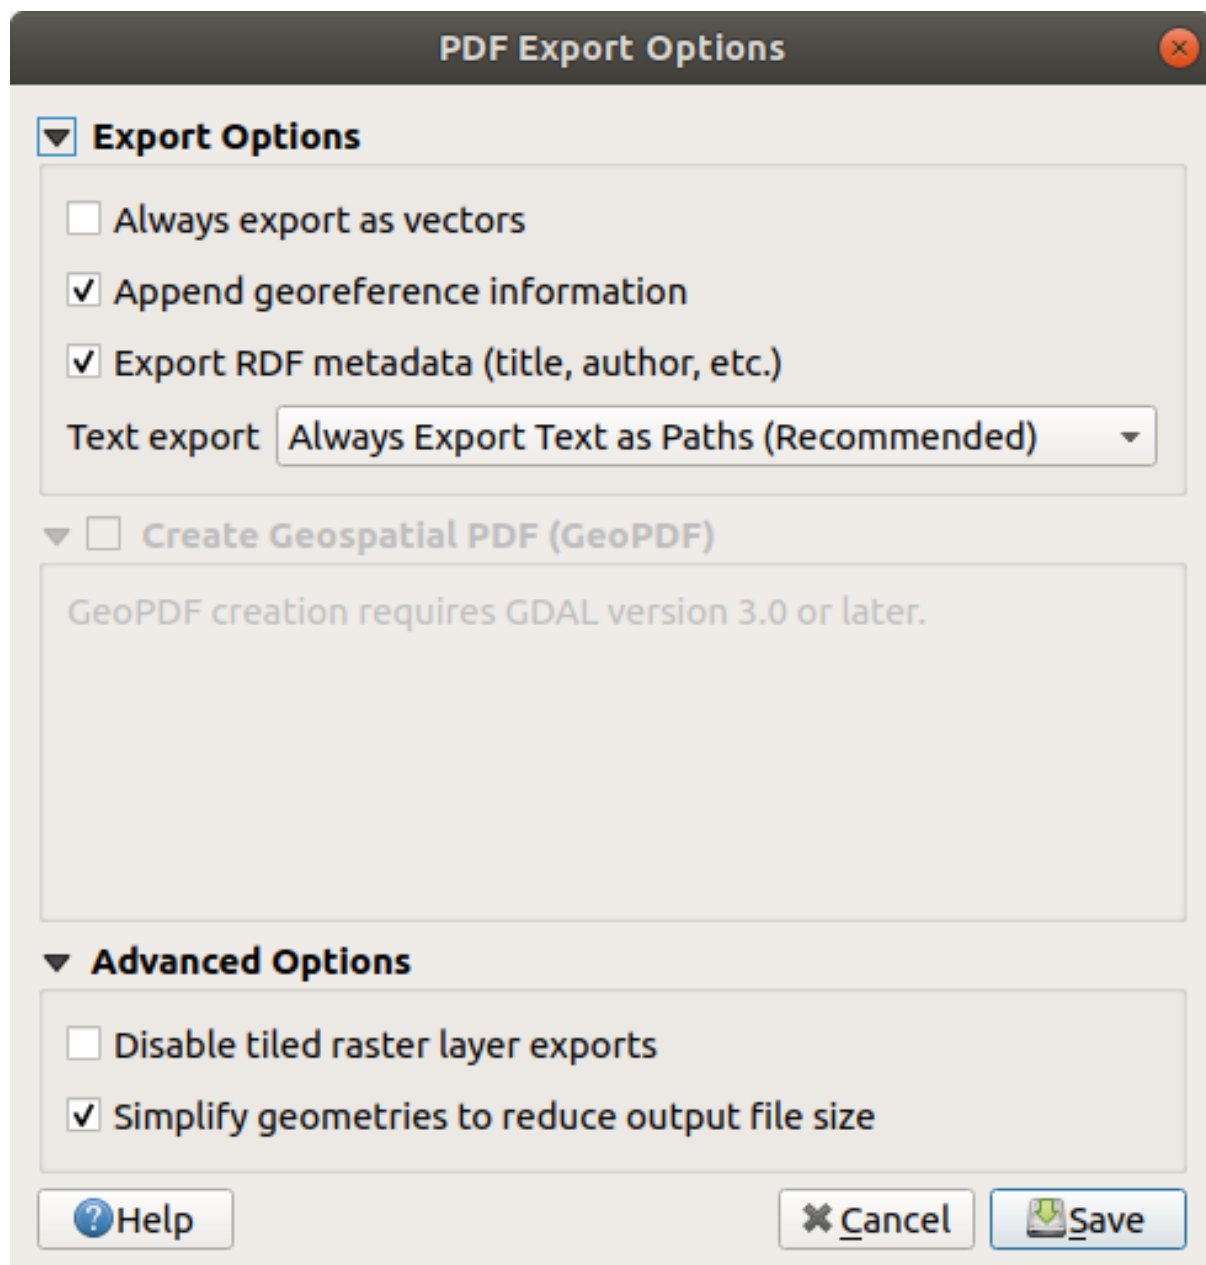 PDF Export Options
Export Options
Always export as vectors
Append georeference information
Export RDF metadata (title, author, etc.)
Text export Always Export Text as Paths (Recommended)
Create Geospatial PDF (GeoPDF)
GeoPDF creation requires GDAL version 3.0 or later.
Advanced Options
Disable tiled raster layer exports
Simplify geometries to reduce output file size
Help Cancel Save